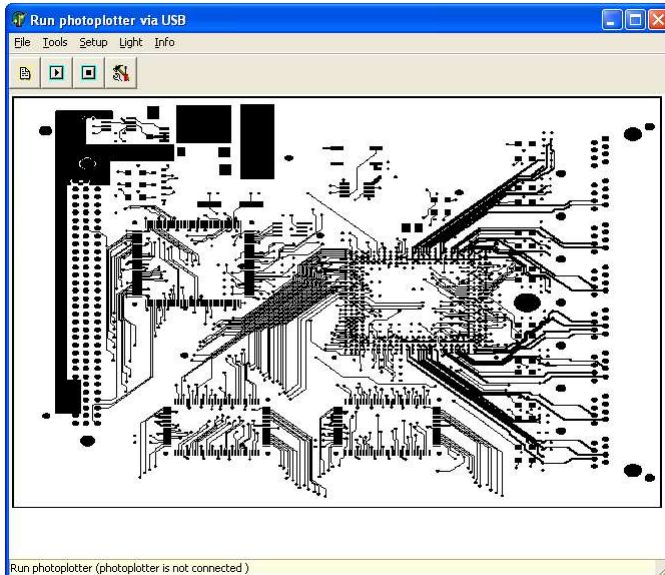 Run photoplotter via USB
File Tools Setup Light Info
Run photoplotter (photoplotter is not connected )